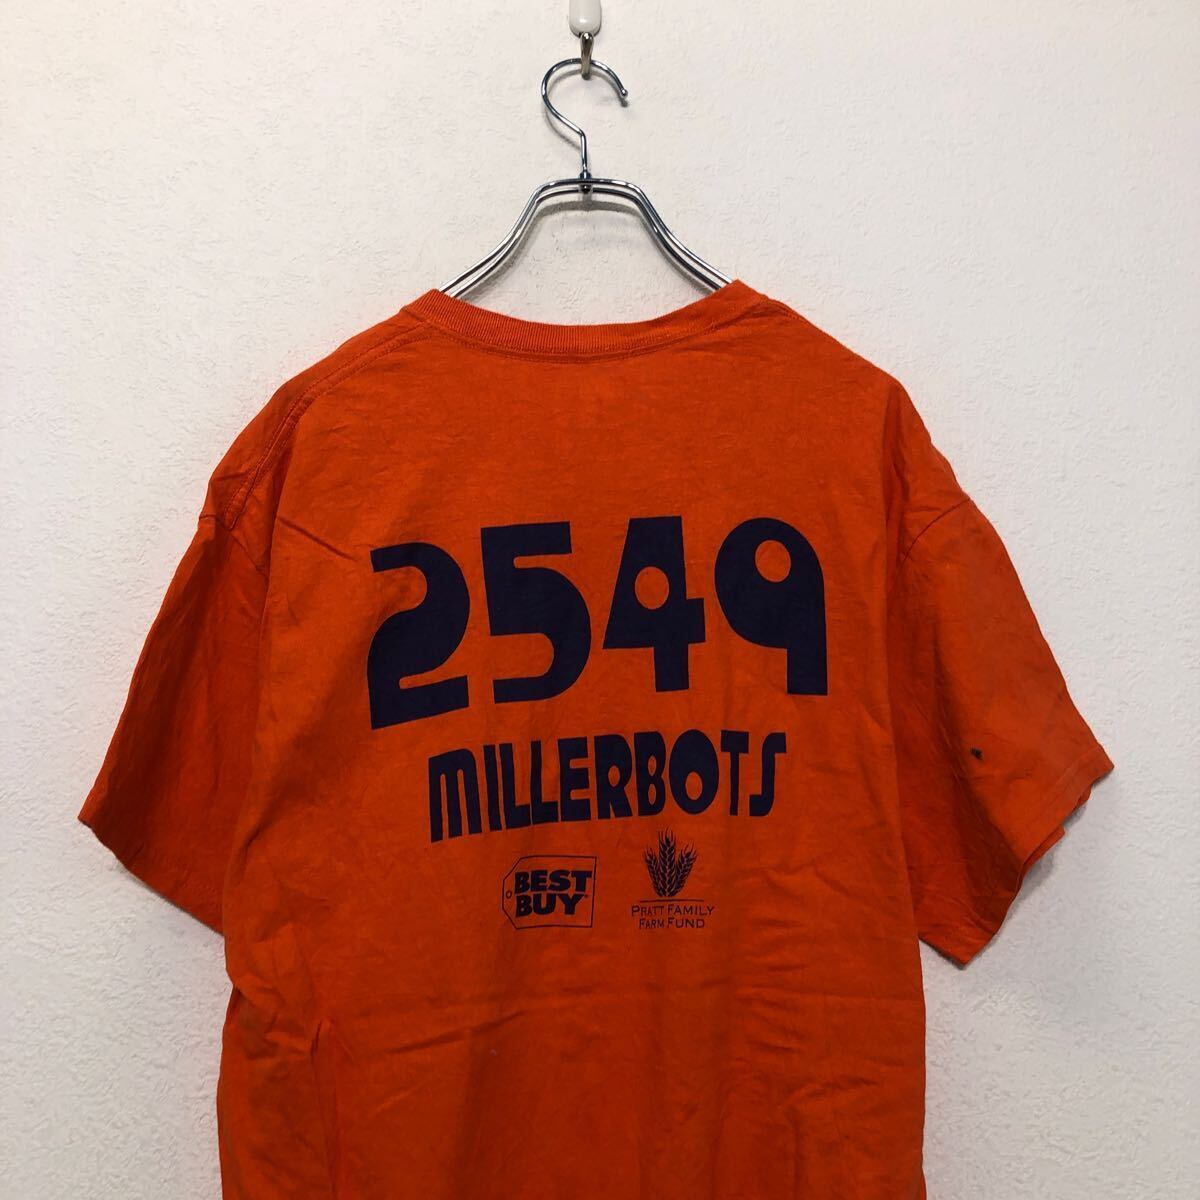 2549
MILLERBOTS
BEST
BUY
PRATT FAMILY
FARM FUND